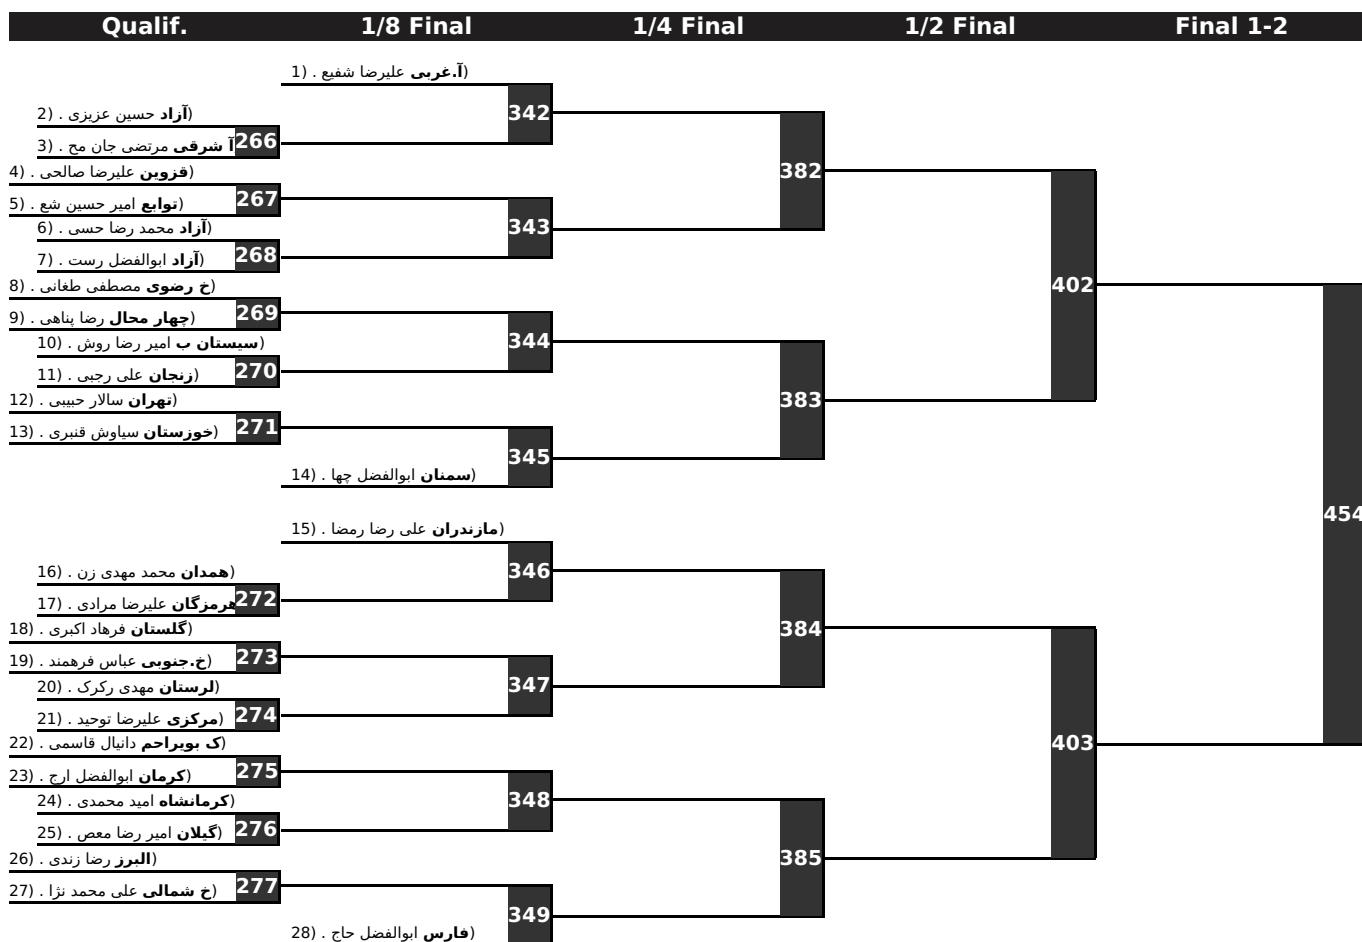 Qualif. 1/8 Final 1/4 Final 1/2 Final Final 1-2
1) . آ.غربی علیرضا شفیع)
342
2) . آزاد حسین عزیزی)
266
3) . آ شرقی مرتضی جان مح
382
4) . قزوین علیرضا صالحی)
267
5) . توابع امیر حسین شع)
343
6) . آزاد محمد رضا حسی)
268
7) . آزاد ابوالفضل رست)
402
8) . خ رضوی مصطفی طغانی)
269
9) . چهار محال رضا پناهی)
344
10) . سیستان ب امیر رضا روش)
270
11) . زنجان علی رجبی)
383
12) . تهران سالار حبیبی)
271
13) . خوزستان سیاوش قنبری)
345
14) . سمنان ابوالفضل چها)
454
15) . مازندران علی رضا رمضا)
346
16) . همدان محمد مهدی زن)
272
17) . هرمزگان علیرضا مرادی
384
18) . گلستان فرهاد اکبری)
273
19) . خ.جنوبی عباس فرهمند)
347
20) . لرستان مهدی رکرک)
274
21) . مرکزی علیرضا توحید)
403
22) . ک بویراحم دانیال قاسمی)
275
23) . کرمان ابوالفضل ارج)
348
24) . کرمانشاه امید محمدی)
276
25) . گیلان امیر رضا معص)
385
26) . البرز رضا زندی)
277
27) . خ شمالی علی محمد نژا)
349
28) . فارس ابوالفضل حاج)